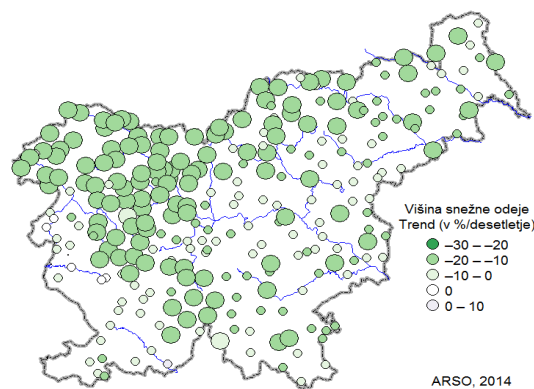 Višina snežne odeje
Trend (v %/desetletje)
–30 – –20
–20 – –10
–10 – 0
0
0 – 10
ARSO, 2014